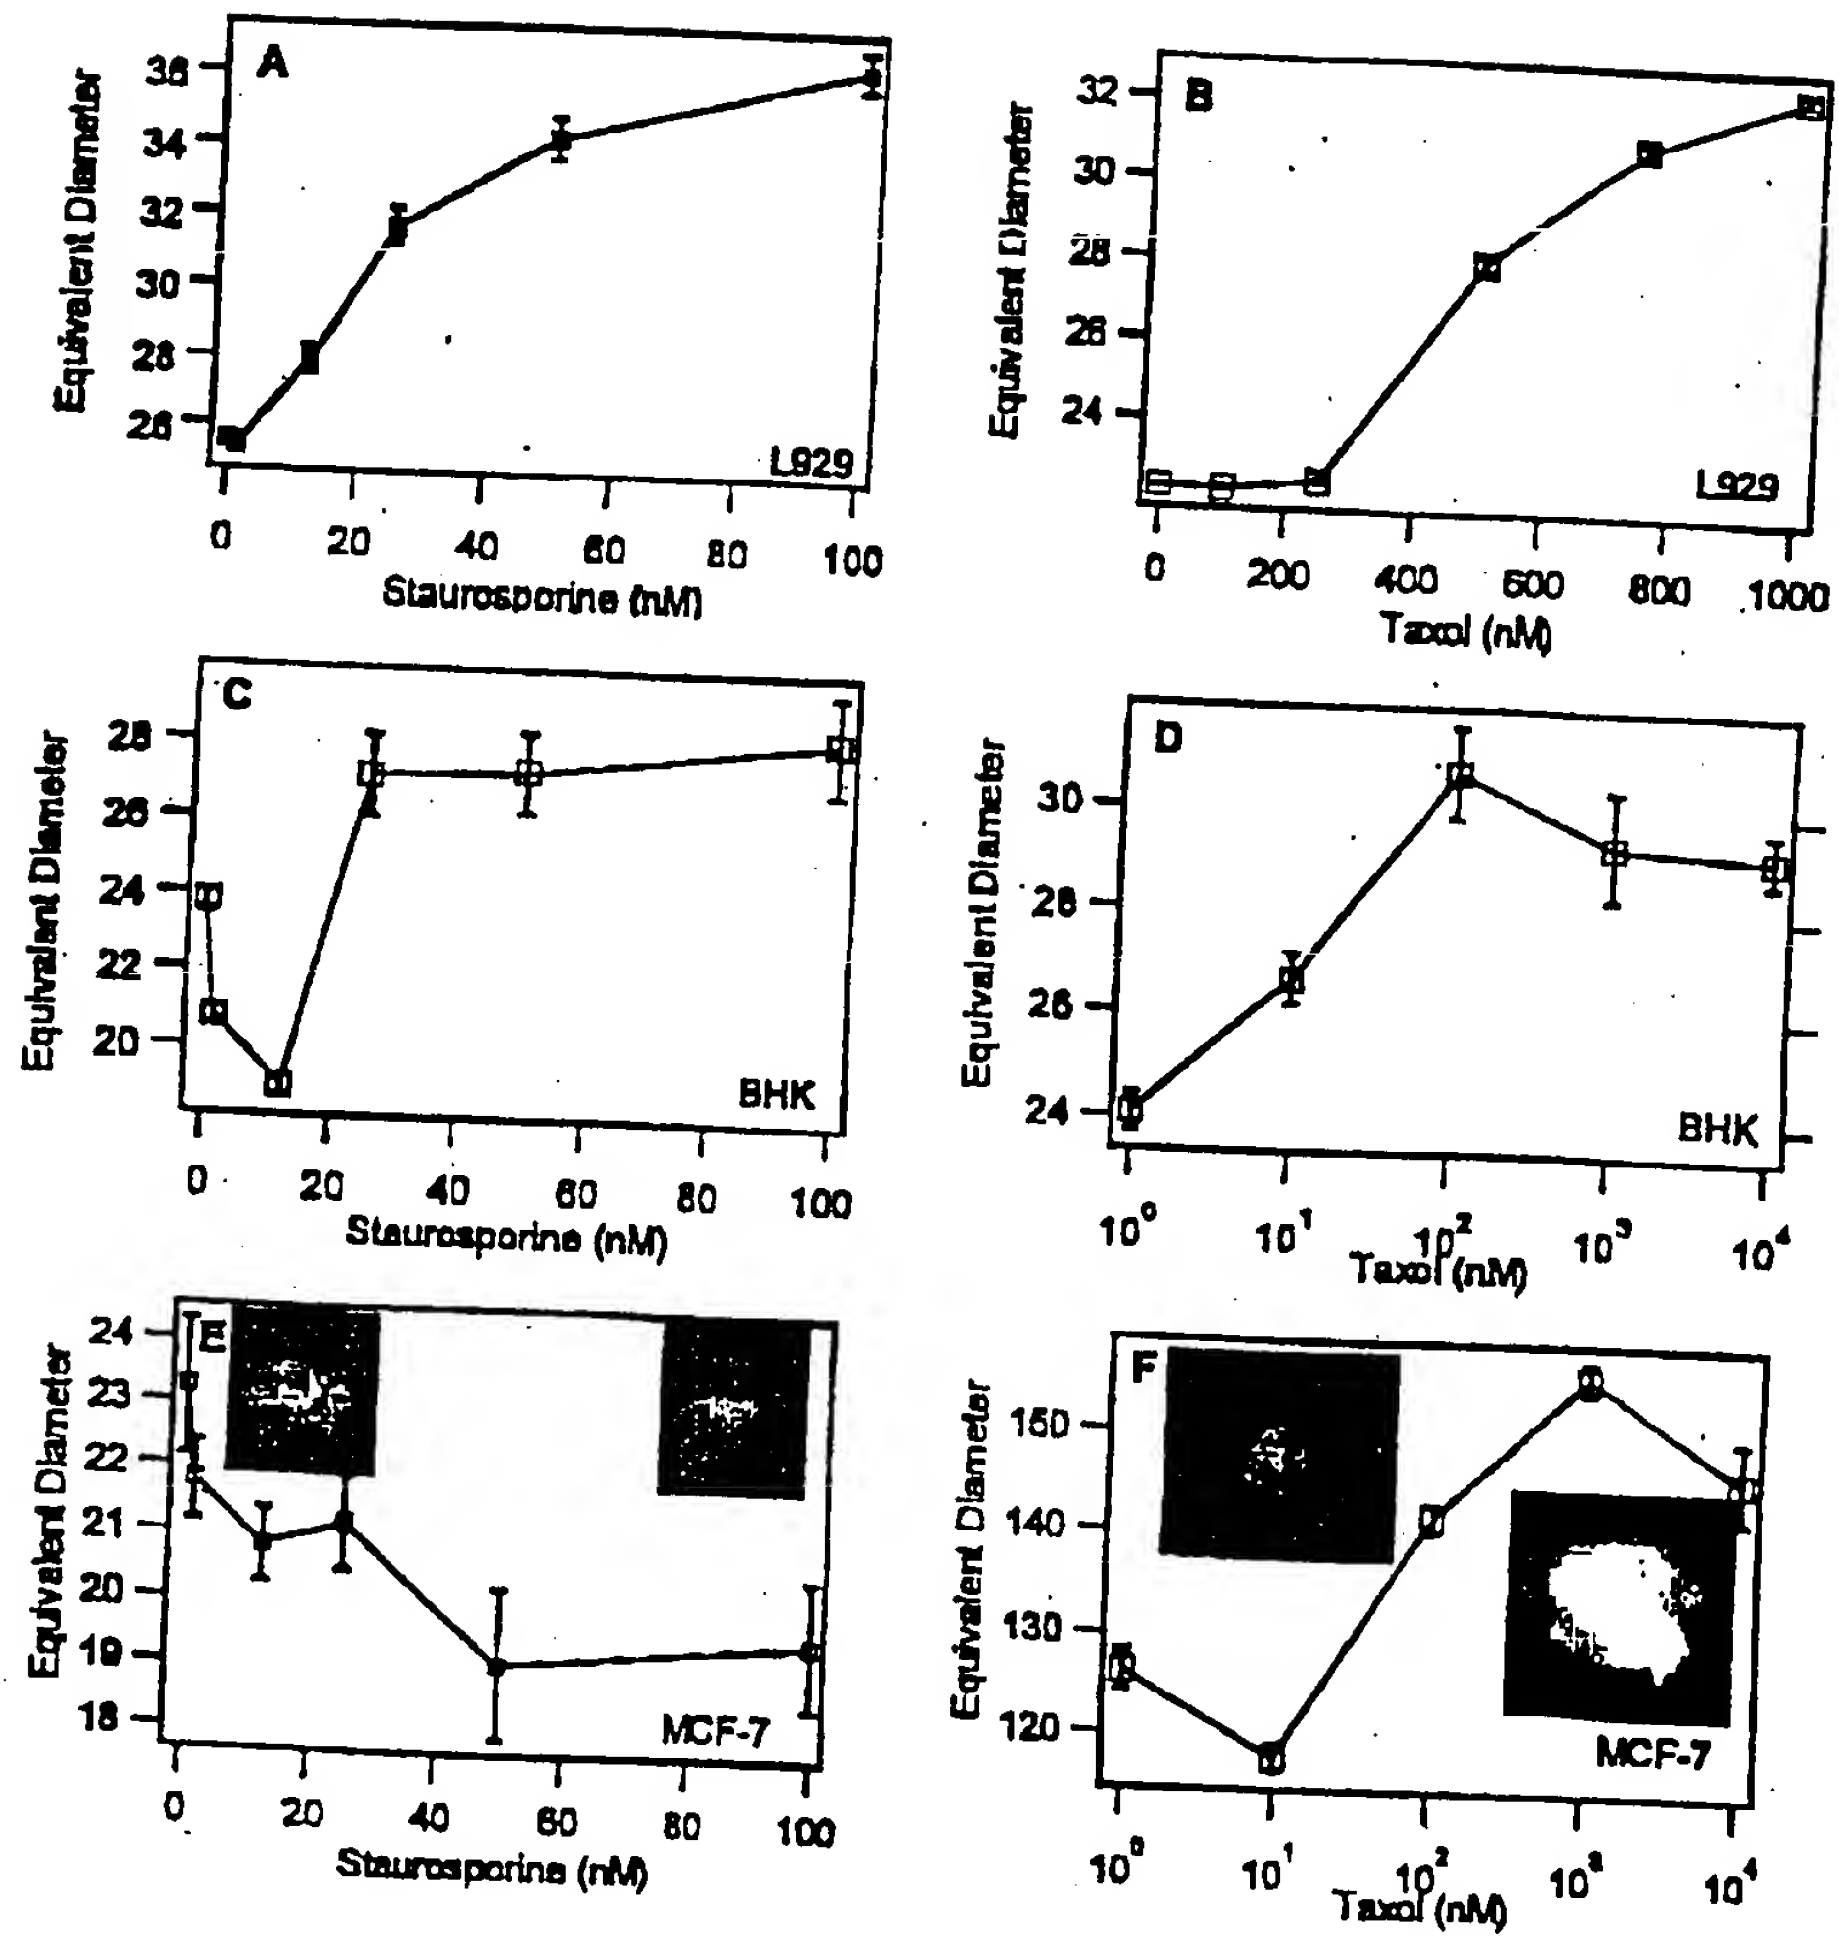 A
Equivalent Diameter
36
34
32
30
28
26
L929
0 20 40 60 80 100
Staurosporine (nM)
B
Equivalent Diameter
32
30
28
26
24
L929
0 200 400 600 800 1000
Taxol (nM)
C
Equivalent Diameter
28
26
24
22
20
BHK
0 20 40 60 80 100
Staurosporine (nM)
D
Equivalent Diameter
30
28
26
24
BHK
10⁰ 10¹ 10² 10³ 10⁴
Taxol (nM)
E
Equivalent Diameter
24
23
22
21
20
19
18
MCF-7
0 20 40 60 80 100
Staurosporine (nM)
F
Equivalent Diameter
150
140
130
120
MCF-7
10⁰ 10¹ 10² 10³ 10⁴
Taxol (nM)